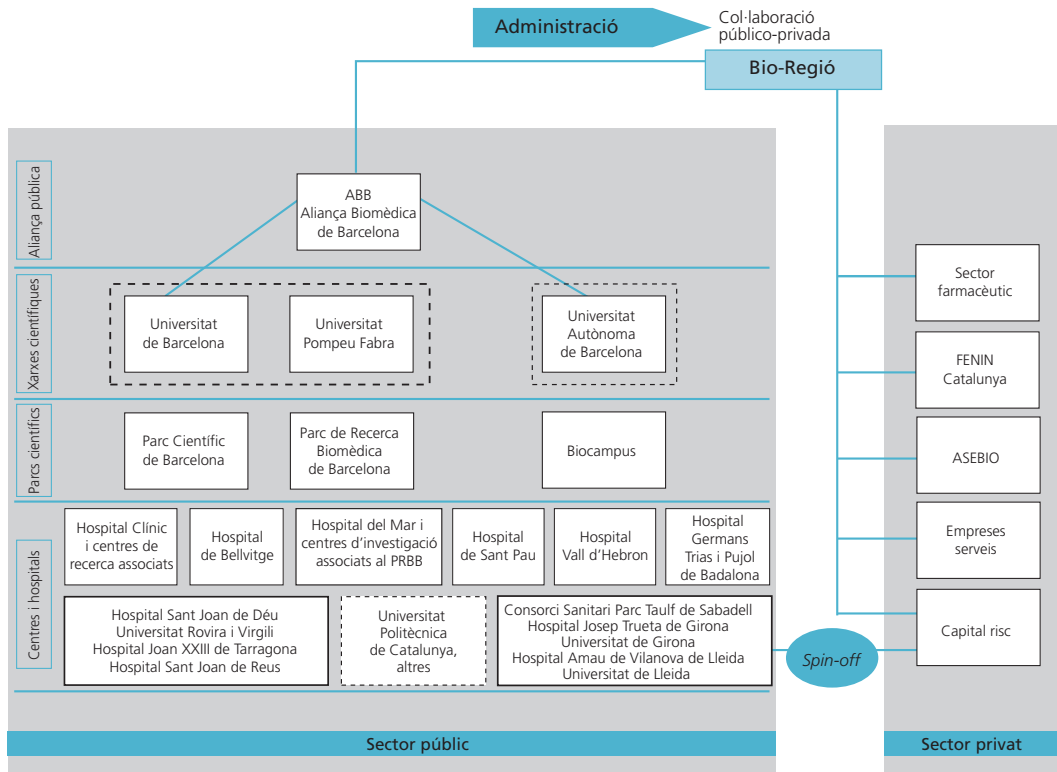 Administració
Col·laboració
público-privada
Bio-Regió
Aliança pública
ABB
Aliança Biomèdica
de Barcelona
Xarxes científiques
Universitat
de Barcelona
Universitat
Pompeu Fabra
Universitat
Autònoma
de Barcelona
Parcs científics
Parc Científic
de Barcelona
Parc de Recerca
Biomèdica
de Barcelona
Biocampus
Centres i hospitals
Hospital Clínic
i centres de
recerca associats
Hospital
de Bellvitge
Hospital del Mar i
centres d'investigació
associats al PRBB
Hospital
de Sant Pau
Hospital
Vall d'Hebron
Hospital
Germans
Trias i Pujol
de Badalona
Hospital Sant Joan de Déu
Universitat Rovira i Virgili
Hospital Joan XXIII de Tarragona
Hospital Sant Joan de Reus
Universitat
Politècnica
de Catalunya,
altres
Consorci Sanitari Parc Taulf de Sabadell
Hospital Josep Trueta de Girona
Universitat de Girona
Hospital Amau de Vilanova de Lleida
Universitat de Lleida
Spin-off
Sector
farmacèutic
FENIN
Catalunya
ASEBIO
Empreses
serveis
Capital risc
Sector públic
Sector privat